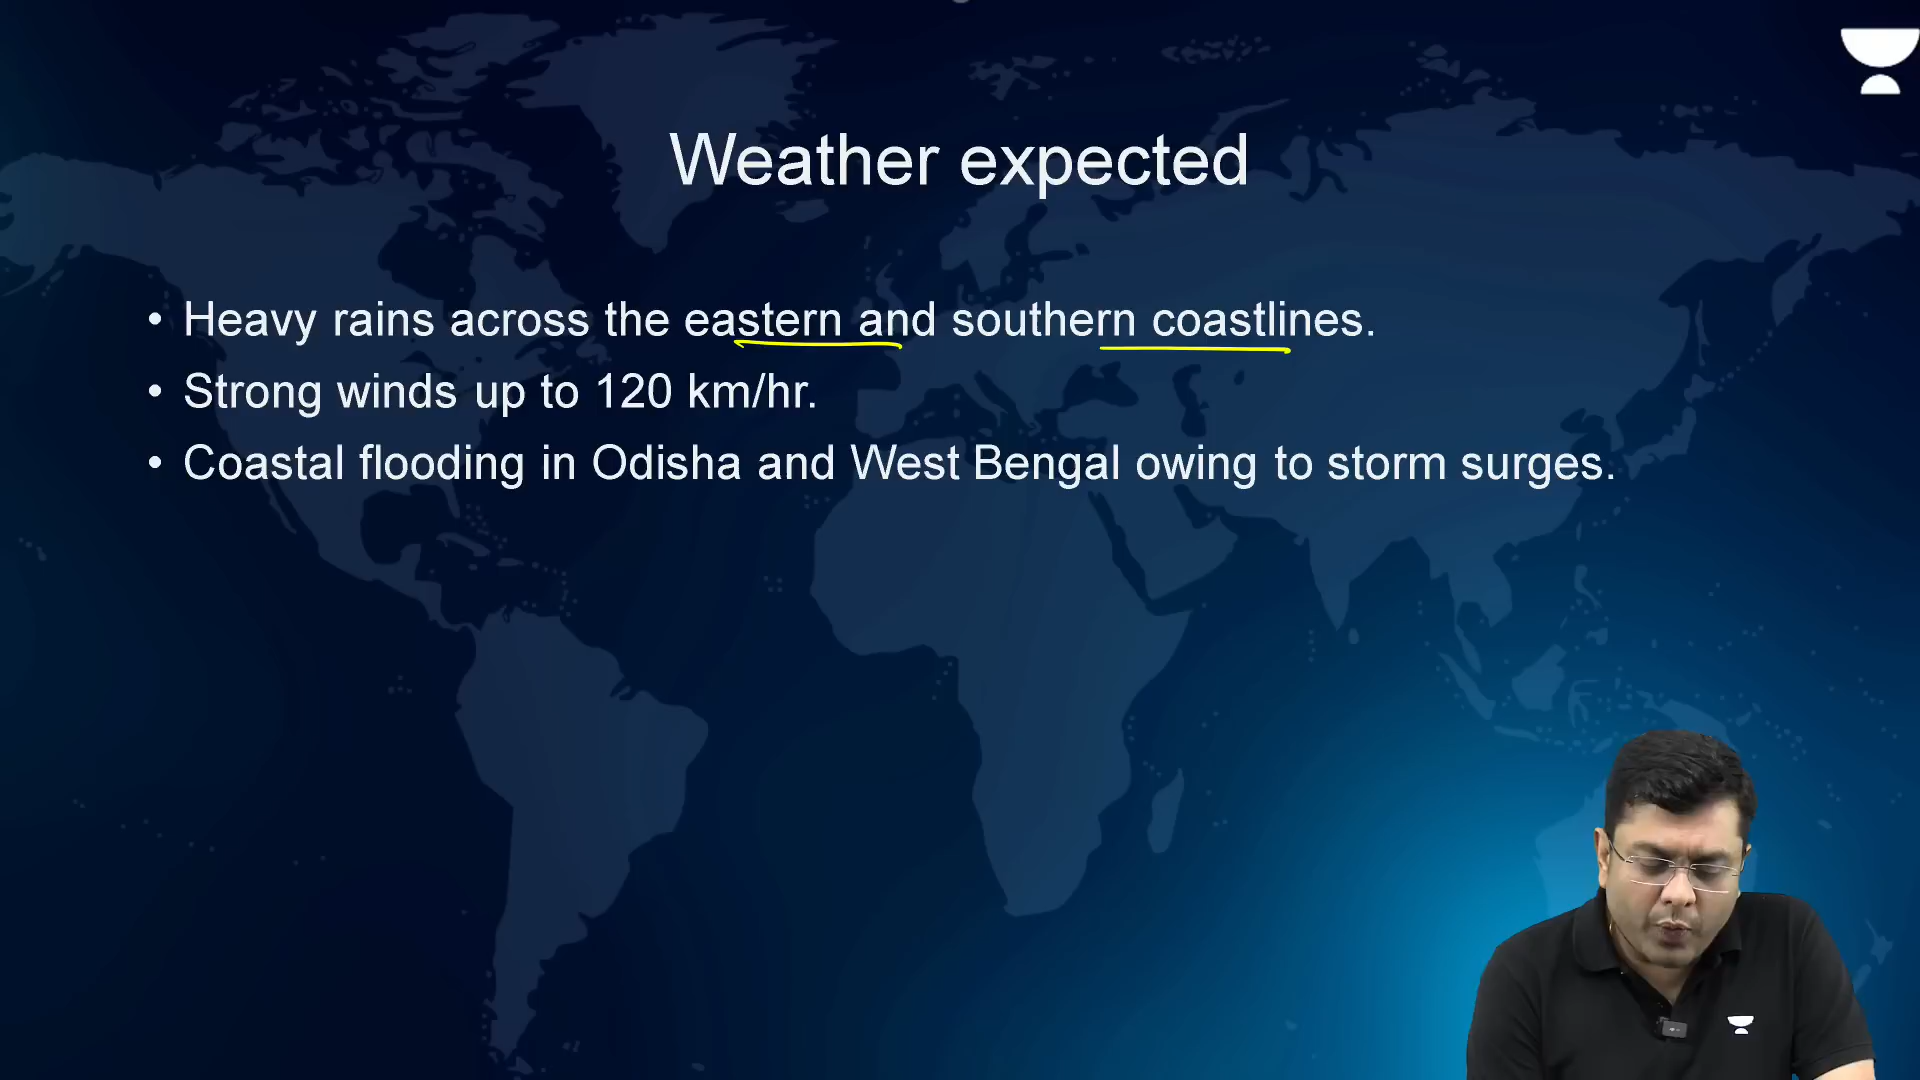 Weather expected
• Heavy rains across the eastern and southern coastlines.
• Strong winds up to 120 km/hr.
• Coastal flooding in Odisha and West Bengal owing to storm surges.